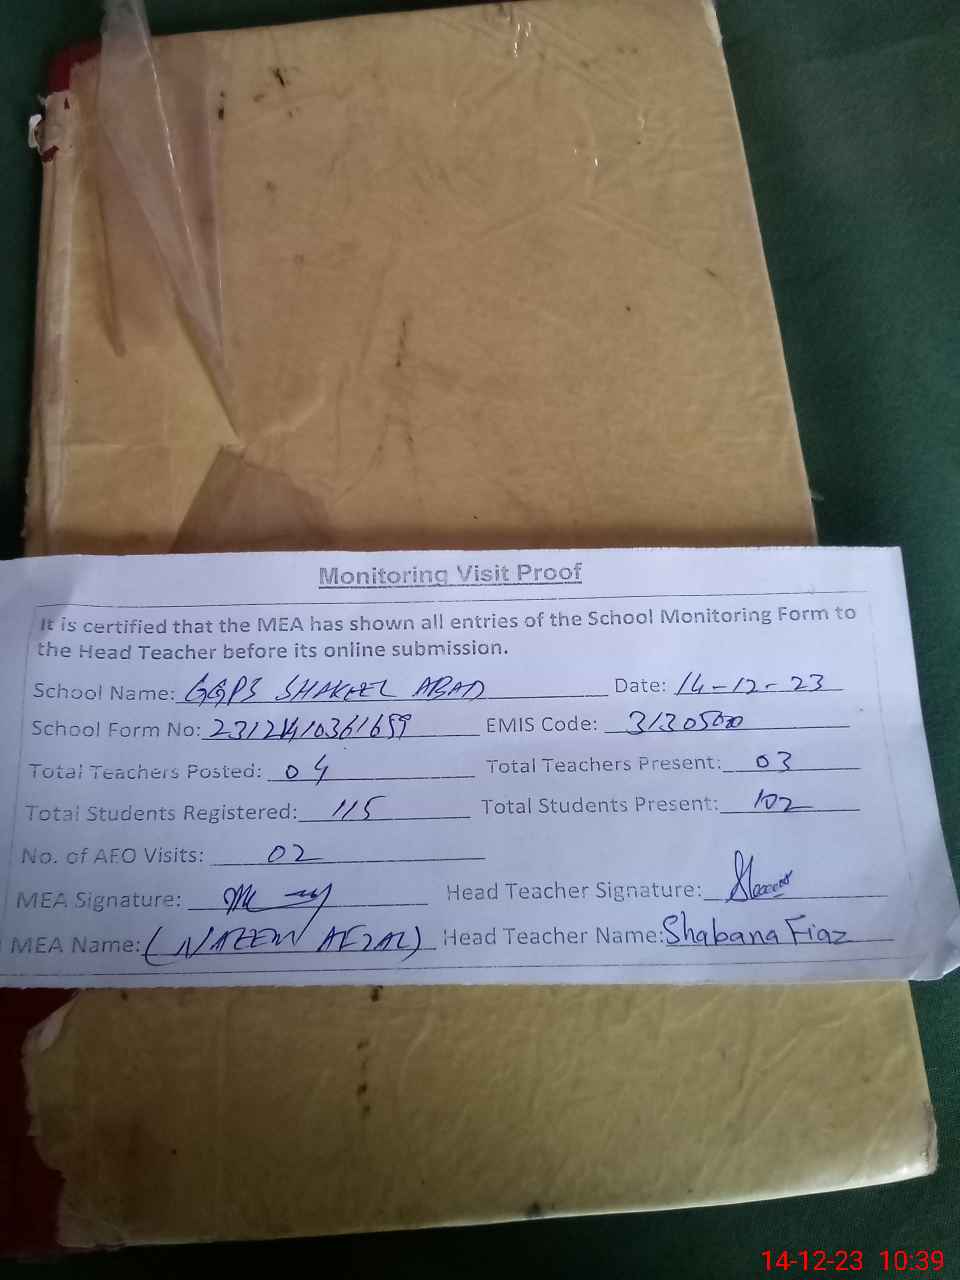 Monitoring Visit Proof
It is certified that the MEA has shown all entries of the School Monitoring Form to
the Head Teacher before its online submission.
School Name: GGPS SHAKEEL ABAD Date: 14-12-23
School Form No: EMIS Code:
Total Teachers Posted: 04 Total Teachers Present: 03
Total Students Registered: 115 Total Students Present: 102
No. of AEO Visits: 02
MEA Signature: Head Teacher Signature:
MEA Name: (NAEEM AFZAL) Head Teacher Name: Shabana Fiaz
14-12-23 10:39